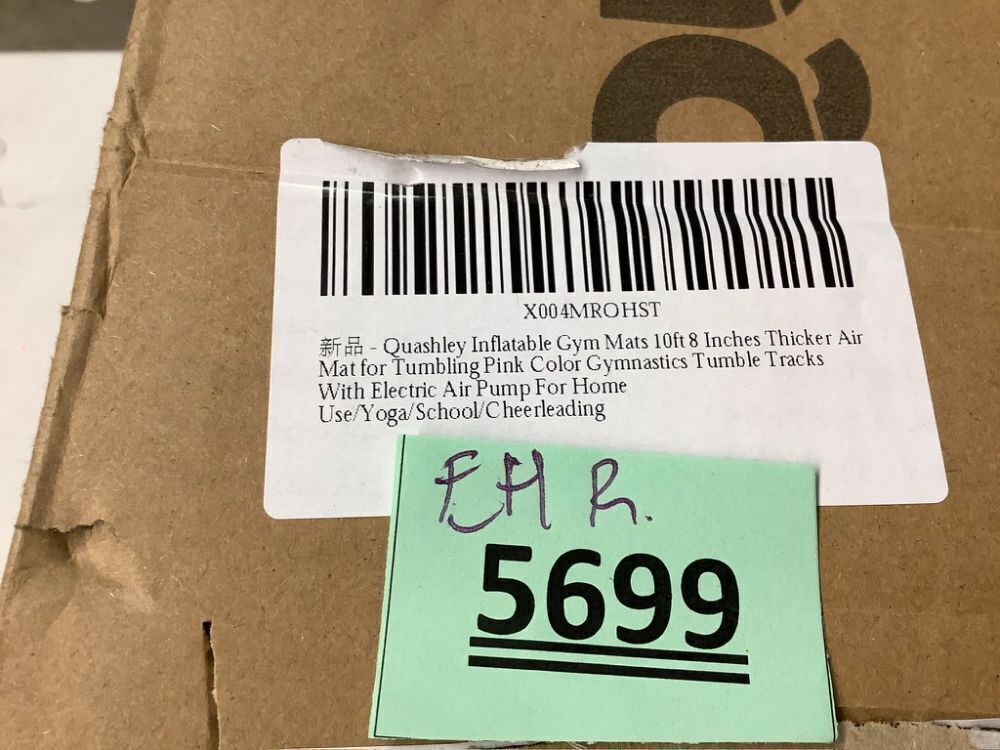 X004MROHST
新品 - Quashley Inflatable Gym Mats 10ft 8 Inches Thicker Air
Mat for Tumbling Pink Color Gymnastics Tumble Tracks
With Electric Air Pump For Home
Use/Yoga/School/Cheerleading
EH R.
5699